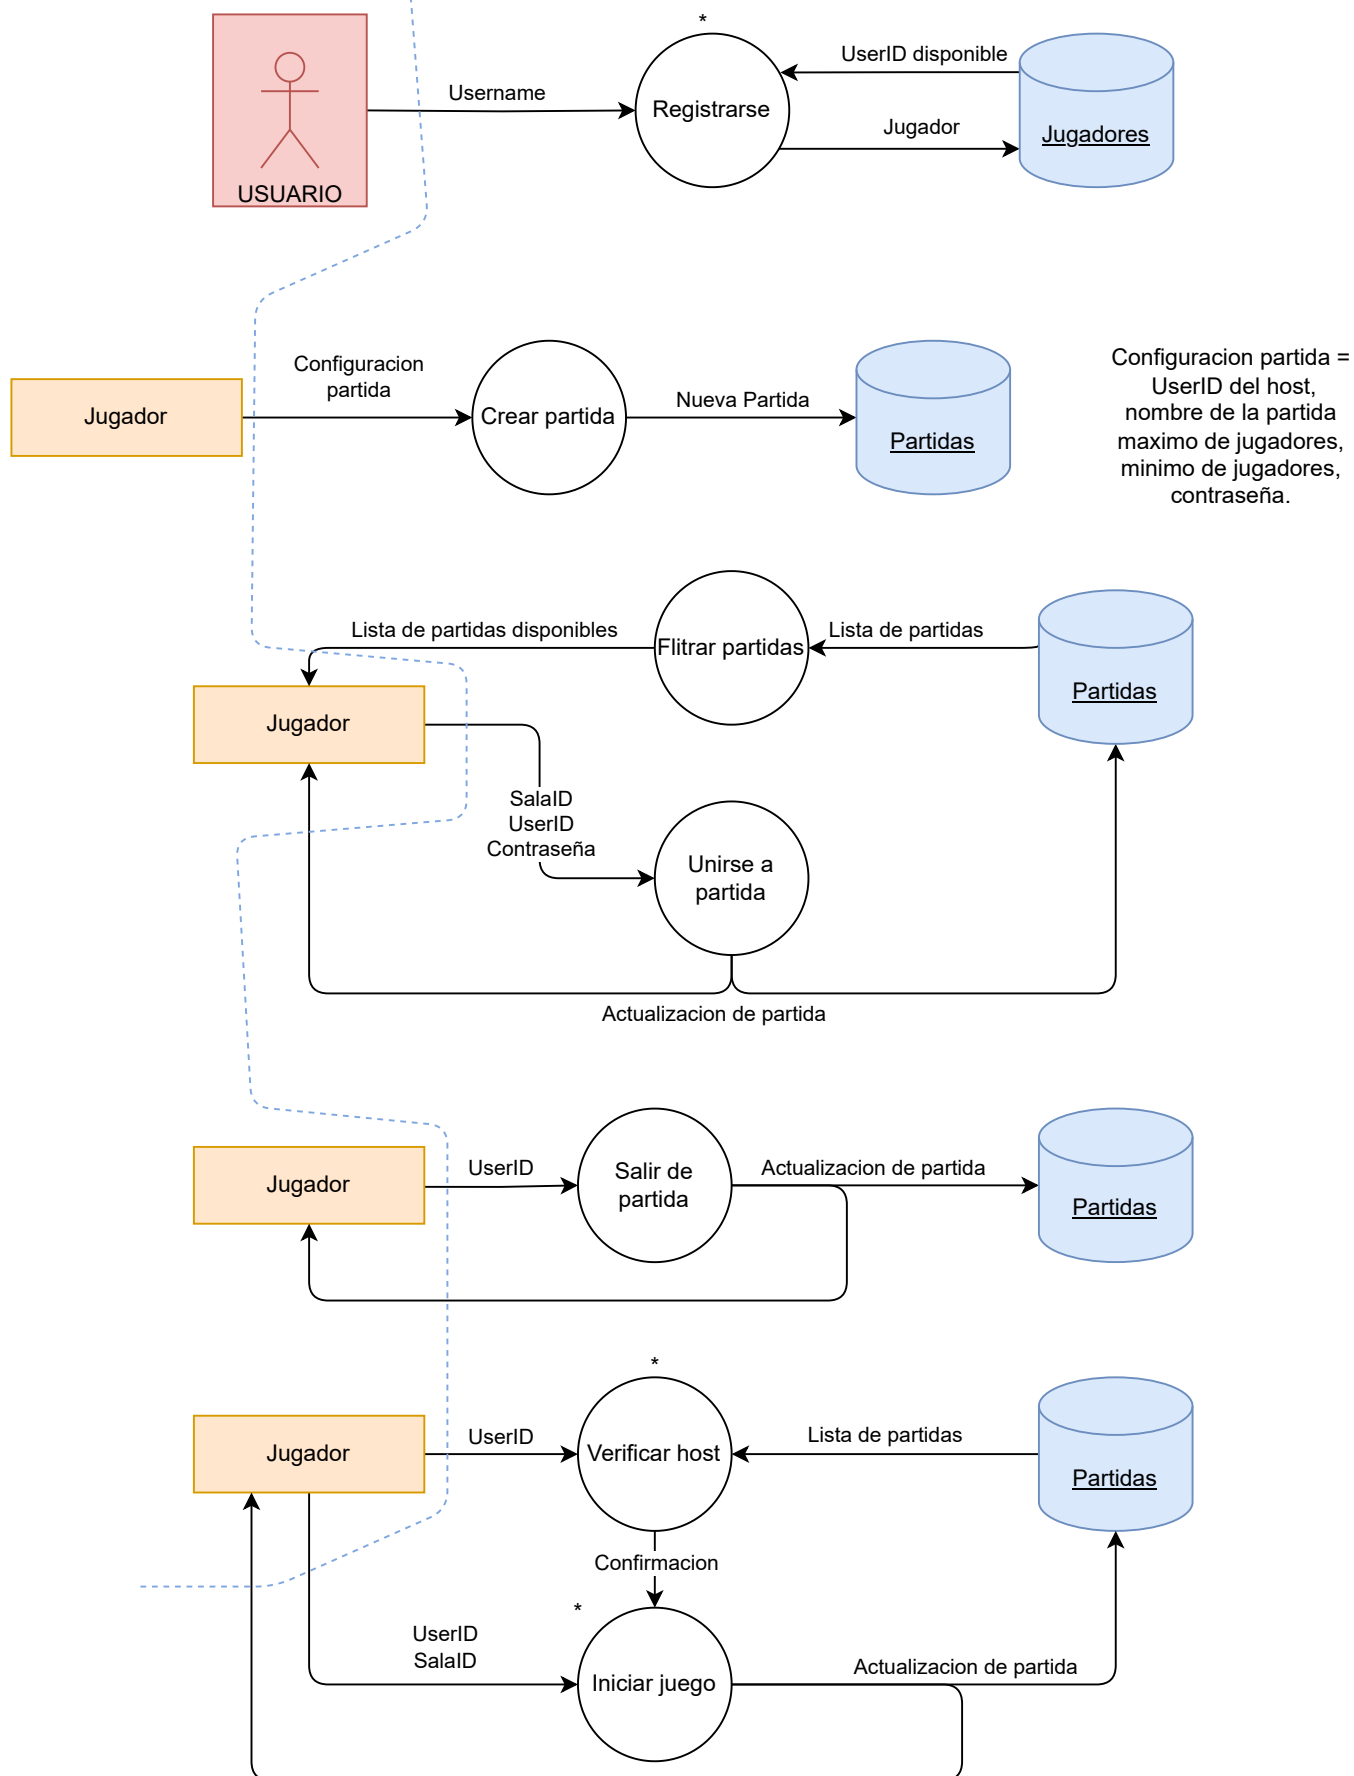 *
USUARIO
Username
Registrarse
UserID disponible
Jugador
Jugadores
Jugador
Configuracion
partida
Crear partida
Nueva Partida
Partidas
Configuracion partida =
UserID del host,
nombre de la partida
maximo de jugadores,
minimo de jugadores,
contraseña.
Lista de partidas disponibles
Flitrar partidas
Lista de partidas
Partidas
Jugador
SalaID
UserID
Contraseña
Unirse a
partida
Actualizacion de partida
Jugador
UserID
Salir de
partida
Actualizacion de partida
Partidas
*
Jugador
UserID
Verificar host
Lista de partidas
Partidas
Confirmacion
*
UserID
SalaID
Iniciar juego
Actualizacion de partida